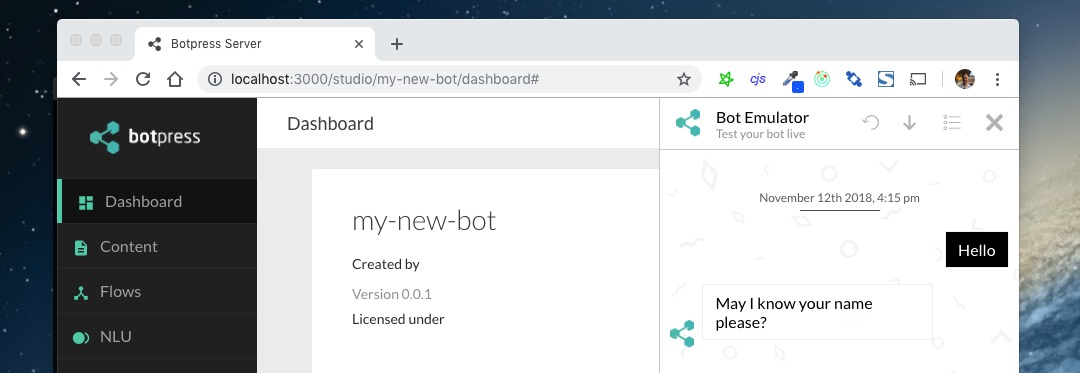 Botpress Server
localhost:3000/studio/my-new-bot/dashboard#
cjs
botpress
Dashboard
Content
Flows
NLU
Dashboard
my-new-bot
Created by
Version 0.0.1
Licensed under
Bot Emulator
Test your bot live
November 12th 2018, 4:15 pm
Hello
May I know your name
please?